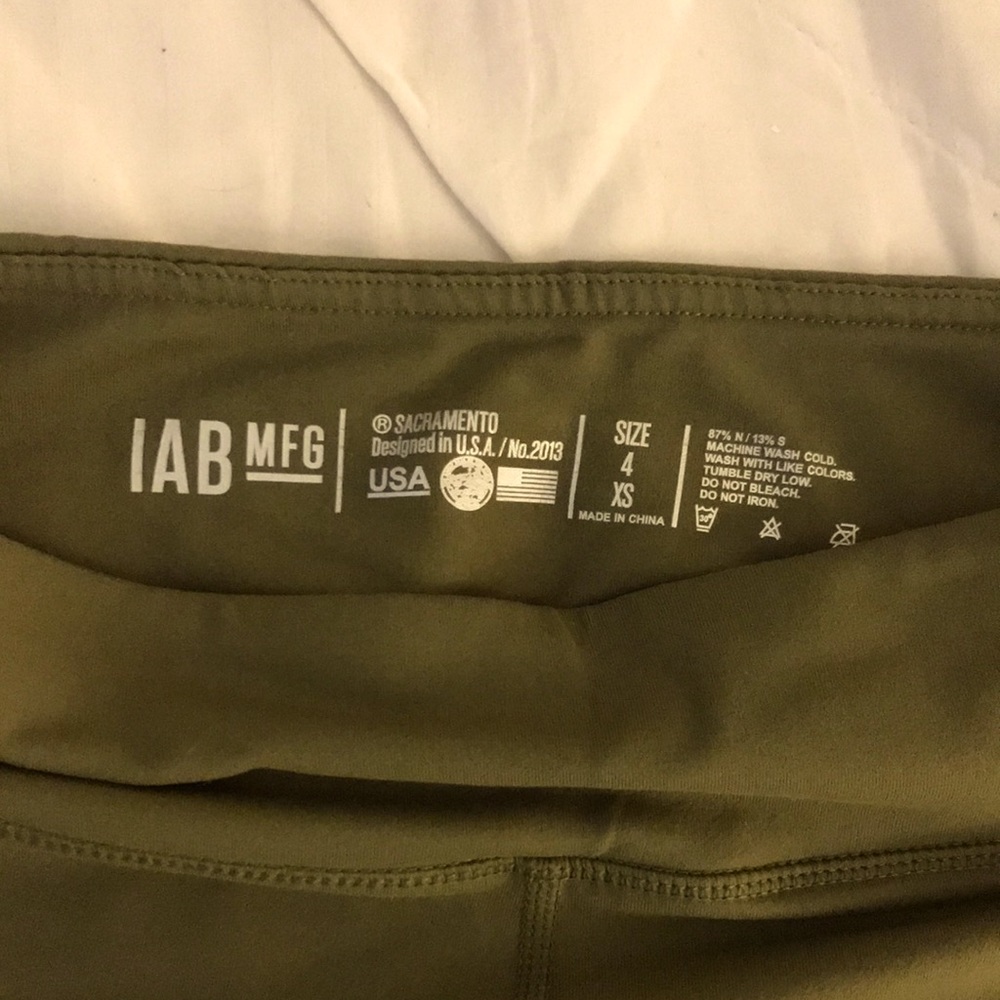 IAB MFG
® SACRAMENTO
Designed in U.S.A. / No.2013
USA
SIZE
4
XS
MADE IN CHINA
87% N / 13% S
MACHINE WASH COLD.
WASH WITH LIKE COLORS.
TUMBLE DRY LOW.
DO NOT BLEACH.
DO NOT IRON.
30°